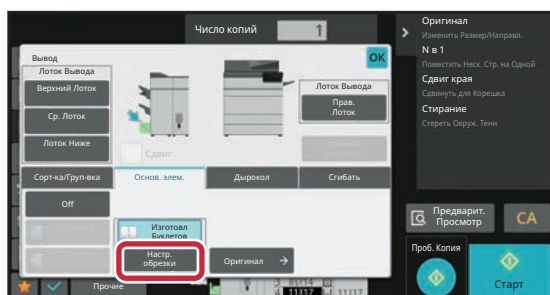 Число копий 1
Вывод
OK
Лоток Вывода
Верхний Лоток
Ср. Лоток
Лоток Ниже
Сдвиг
Лоток Вывода
Прав.
Лоток
Сорт-ка/Груп-вка
Основ. элем.
Дырокол
Сгибать
Off
Изготовл
Буклетов
Настр.
обрезки
Оригинал
Прочие
Оригинал
Изменить Размер/Направл.
N в 1
Поместить Неск. Стр. на Одной
Сдвиг края
Сдвинуть для Корешка
Стирание
Стереть Окруж. Тени
Предварит.
Просмотр
CA
Проб. Копия
Старт